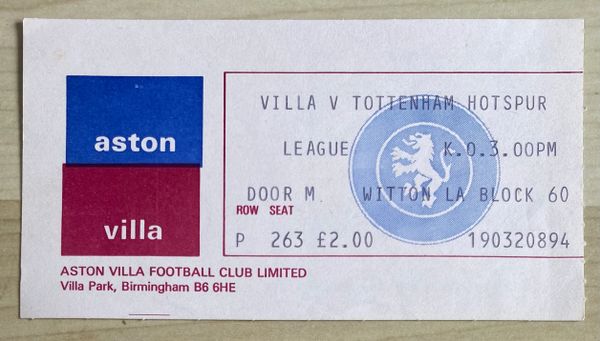 aston
villa
ASTON VILLA FOOTBALL CLUB LIMITED
Villa Park, Birmingham B6 6HE
VILLA V TOTTENHAM HOTSPUR
LEAGUE K.O.3.00PM
DOOR M WITTON LA BLOCK 60
ROW SEAT
P 263 £2.00 190320894